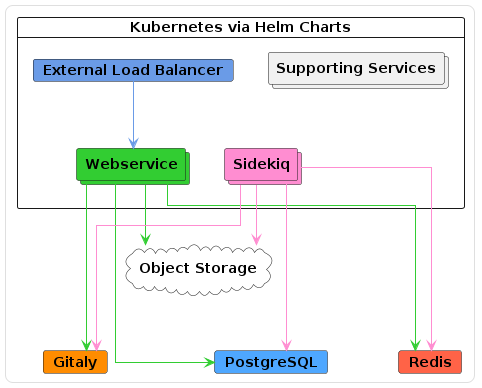 Kubernetes via Helm Charts
External Load Balancer
Supporting Services
Webservice
Sidekiq
Object Storage
Gitaly
PostgreSQL
Redis